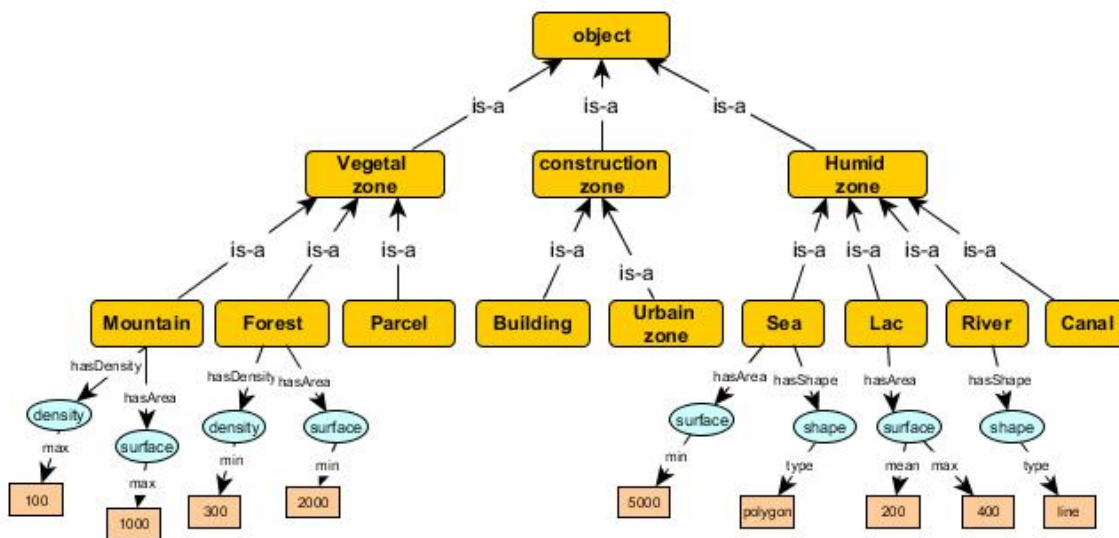 object
is-a is-a is-a
Vegetal
zone
construction
zone
Humid
zone
is-a is-a is-a is-a is-a is-a is-a is-a is-a
Mountain Forest Parcel Building Urbain
zone Sea Lac River Canal
hasDensity hasArea hasDensity hasArea hasArea hasShape hasArea hasShape
density surface density surface surface shape surface shape
max max min min min type mean max type
100 1000 300 2000 5000 polygon 200 400 line